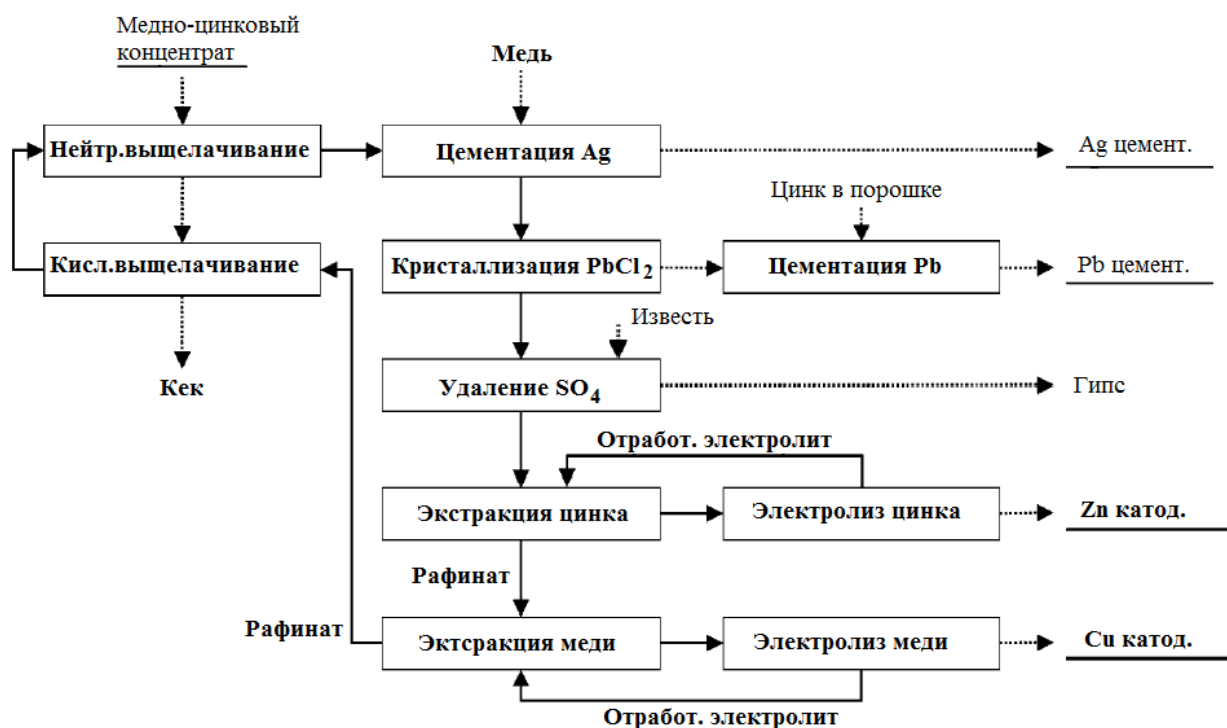 Медно-цинковый
концентрат
Медь
Нейтр.выщелачивание
Цементация Ag
Ag цемент.
Цинк в порошке
Кисл.выщелачивание
Кристаллизация PbCl2
Цементация Pb
Pb цемент.
Известь
Кек
Удаление SO4
Гипс
Отработ. электролит
Экстракция цинка
Электролиз цинка
Zn катод.
Рафинат
Рафинат
Эктсракция меди
Электролиз меди
Cu катод.
Отработ. электролит